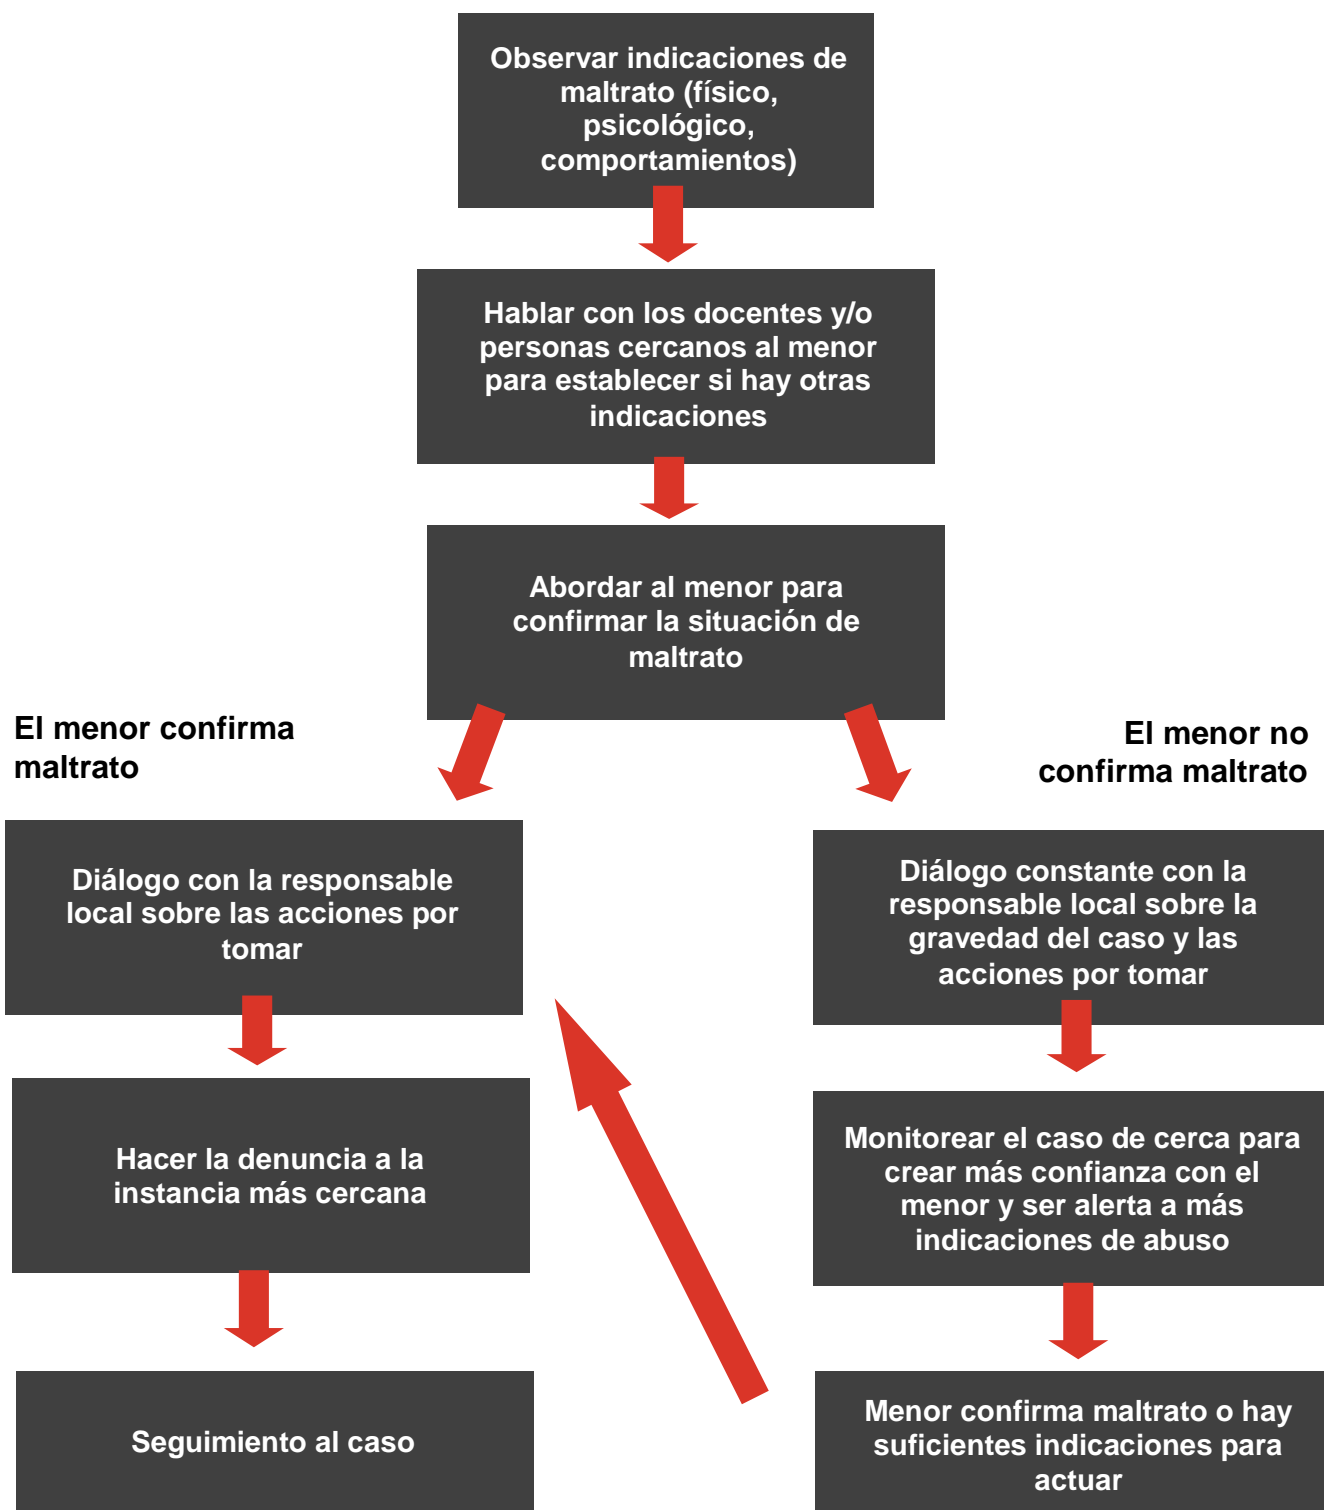 Observar indicaciones de
maltrato (físico,
psicológico,
comportamientos)
Hablar con los docentes y/o
personas cercanos al menor
para establecer si hay otras
indicaciones
Abordar al menor para
confirmar la situación de
maltrato
El menor confirma
maltrato
El menor no
confirma maltrato
Diálogo con la responsable
local sobre las acciones por
tomar
Diálogo constante con la
responsable local sobre la
gravedad del caso y las
acciones por tomar
Hacer la denuncia a la
instancia más cercana
Monitorear el caso de cerca para
crear más confianza con el
menor y ser alerta a más
indicaciones de abuso
Seguimiento al caso
Menor confirma maltrato o hay
suficientes indicaciones para
actuar